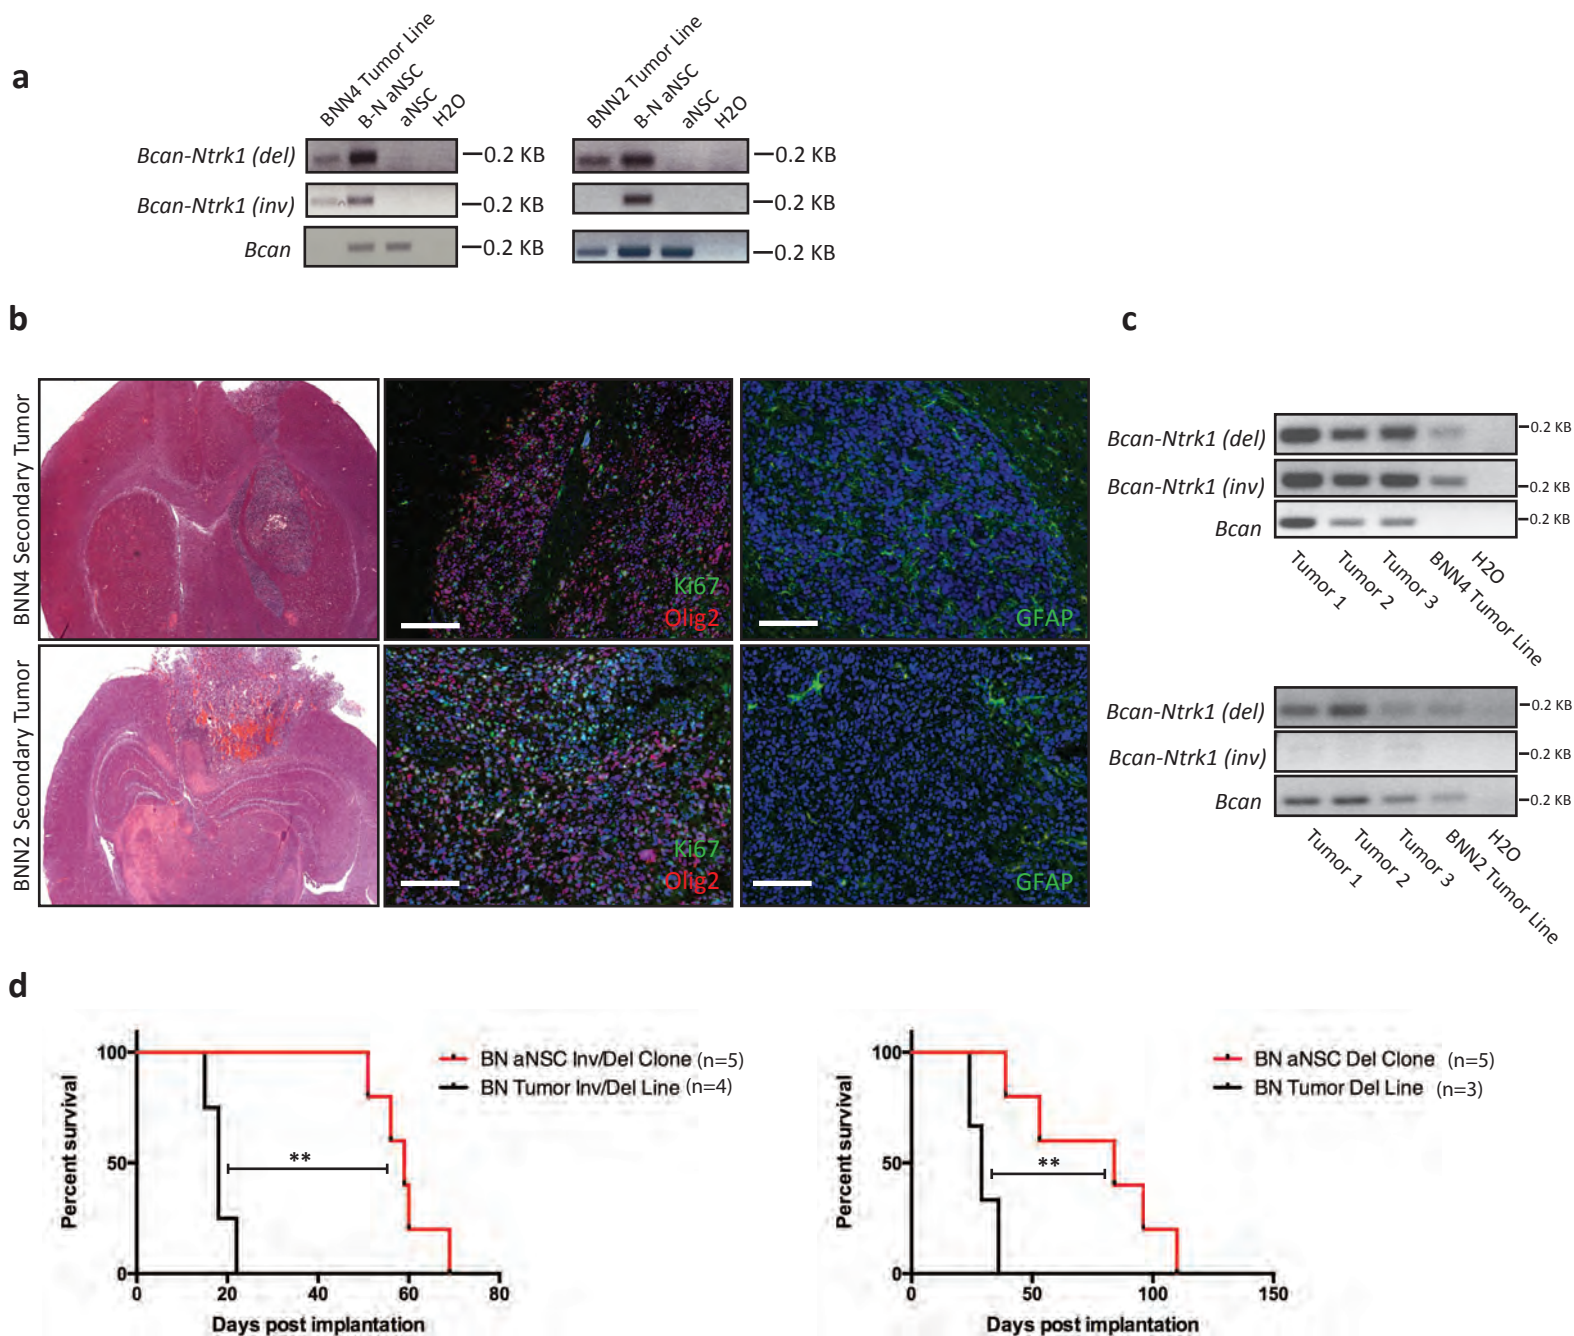 a
BNN4 Tumor Line
B-N aNSC
aNSC
H2O
BNN2 Tumor Line
B-N aNSC
aNSC
H2O
Bcan-Ntrk1 (del)
0.2 KB
0.2 KB
Bcan-Ntrk1 (inv)
0.2 KB
0.2 KB
Bcan
0.2 KB
0.2 KB
b
BNN4 Secondary Tumor
Ki67
Olig2
GFAP
BNN2 Secondary Tumor
Ki67
Olig2
GFAP
c
Bcan-Ntrk1 (del)
0.2 KB
Bcan-Ntrk1 (inv)
0.2 KB
Bcan
0.2 KB
Tumor 1
Tumor 2
Tumor 3
BNN4 Tumor Line
H2O
Bcan-Ntrk1 (del)
0.2 KB
Bcan-Ntrk1 (inv)
0.2 KB
Bcan
0.2 KB
Tumor 1
Tumor 2
Tumor 3
BNN2 Tumor Line
H2O
d
Percent survival
100
50
0
0 20 40 60 80
Days post implantation
BN aNSC Inv/Del Clone (n=5)
BN Tumor Inv/Del Line (n=4)
**
Percent survival
100
50
0
0 50 100 150
Days post implantation
BN aNSC Del Clone (n=5)
BN Tumor Del Line (n=3)
**